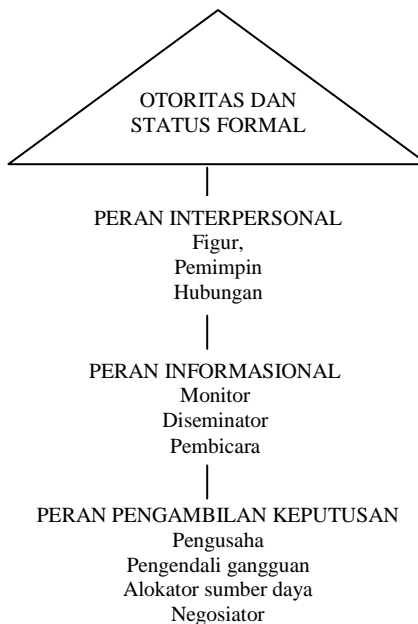 OTORITAS DAN
STATUS FORMAL
PERAN INTERPERSONAL
Figur,
Pemimpin
Hubungan
PERAN INFORMASIONAL
Monitor
Diseminator
Pembicara
PERAN PENGAMBILAN KEPUTUSAN
Pengusaha
Pengendali gangguan
Alokator sumber daya
Negosiator